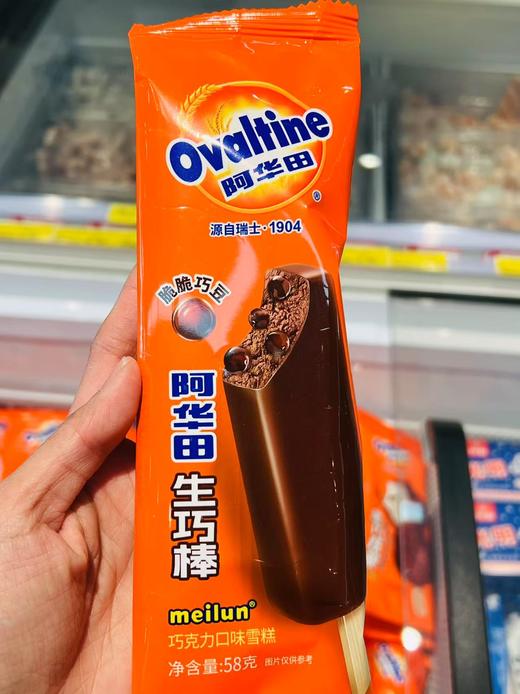 Ovaltine
阿华田
®
源自瑞士·1904
脆脆巧豆
阿华田
生巧棒
meilun®
巧克力口味雪糕
净含量:58克 图片仅供参考